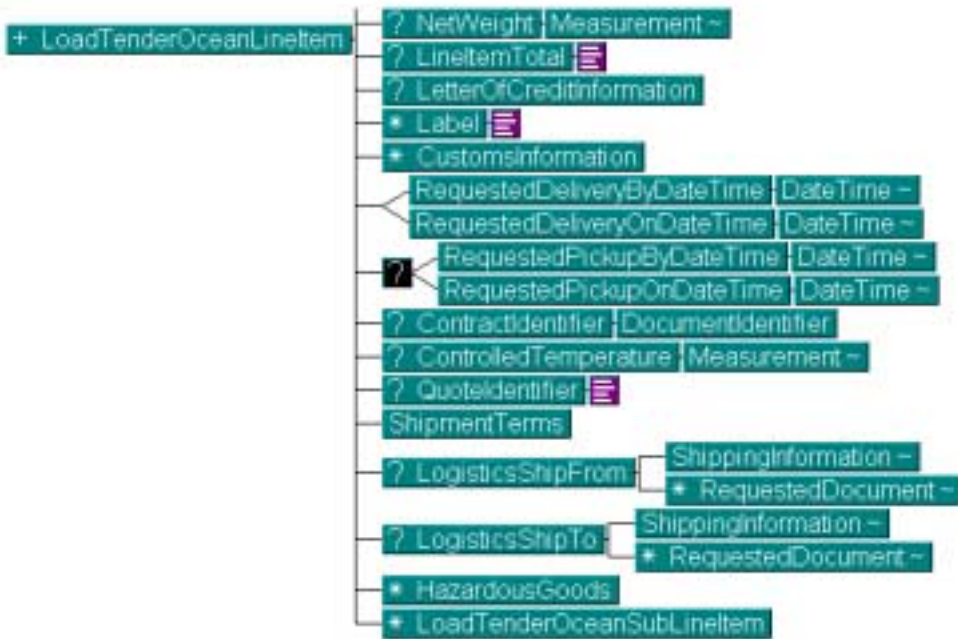 + LoadTenderOceanLineItem
? NetWeight Measurement ~
? LineItemTotal
? LetterOfCreditInformation
* Label
* CustomsInformation
RequestedDeliveryByDateTime DateTime ~
RequestedDeliveryOnDateTime DateTime ~
? RequestedPickupByDateTime DateTime ~
RequestedPickupOnDateTime DateTime ~
? ContractIdentifier DocumentIdentifier
? ControlledTemperature Measurement ~
? QuoteIdentifier
ShipmentTerms
? LogisticsShipFrom ShippingInformation ~
* RequestedDocument ~
? LogisticsShipTo ShippingInformation ~
* RequestedDocument ~
* HazardousGoods
* LoadTenderOceanSubLineItem